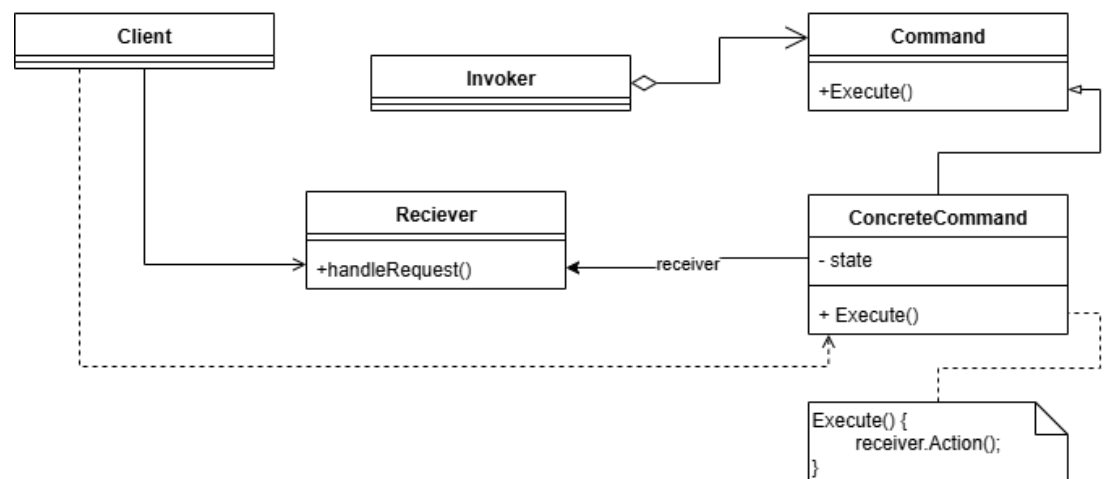 Client
Invoker
Command
+Execute()
Reciever
+handleRequest()
receiver
ConcreteCommand
- state
+ Execute()
Execute() {
receiver.Action();
}